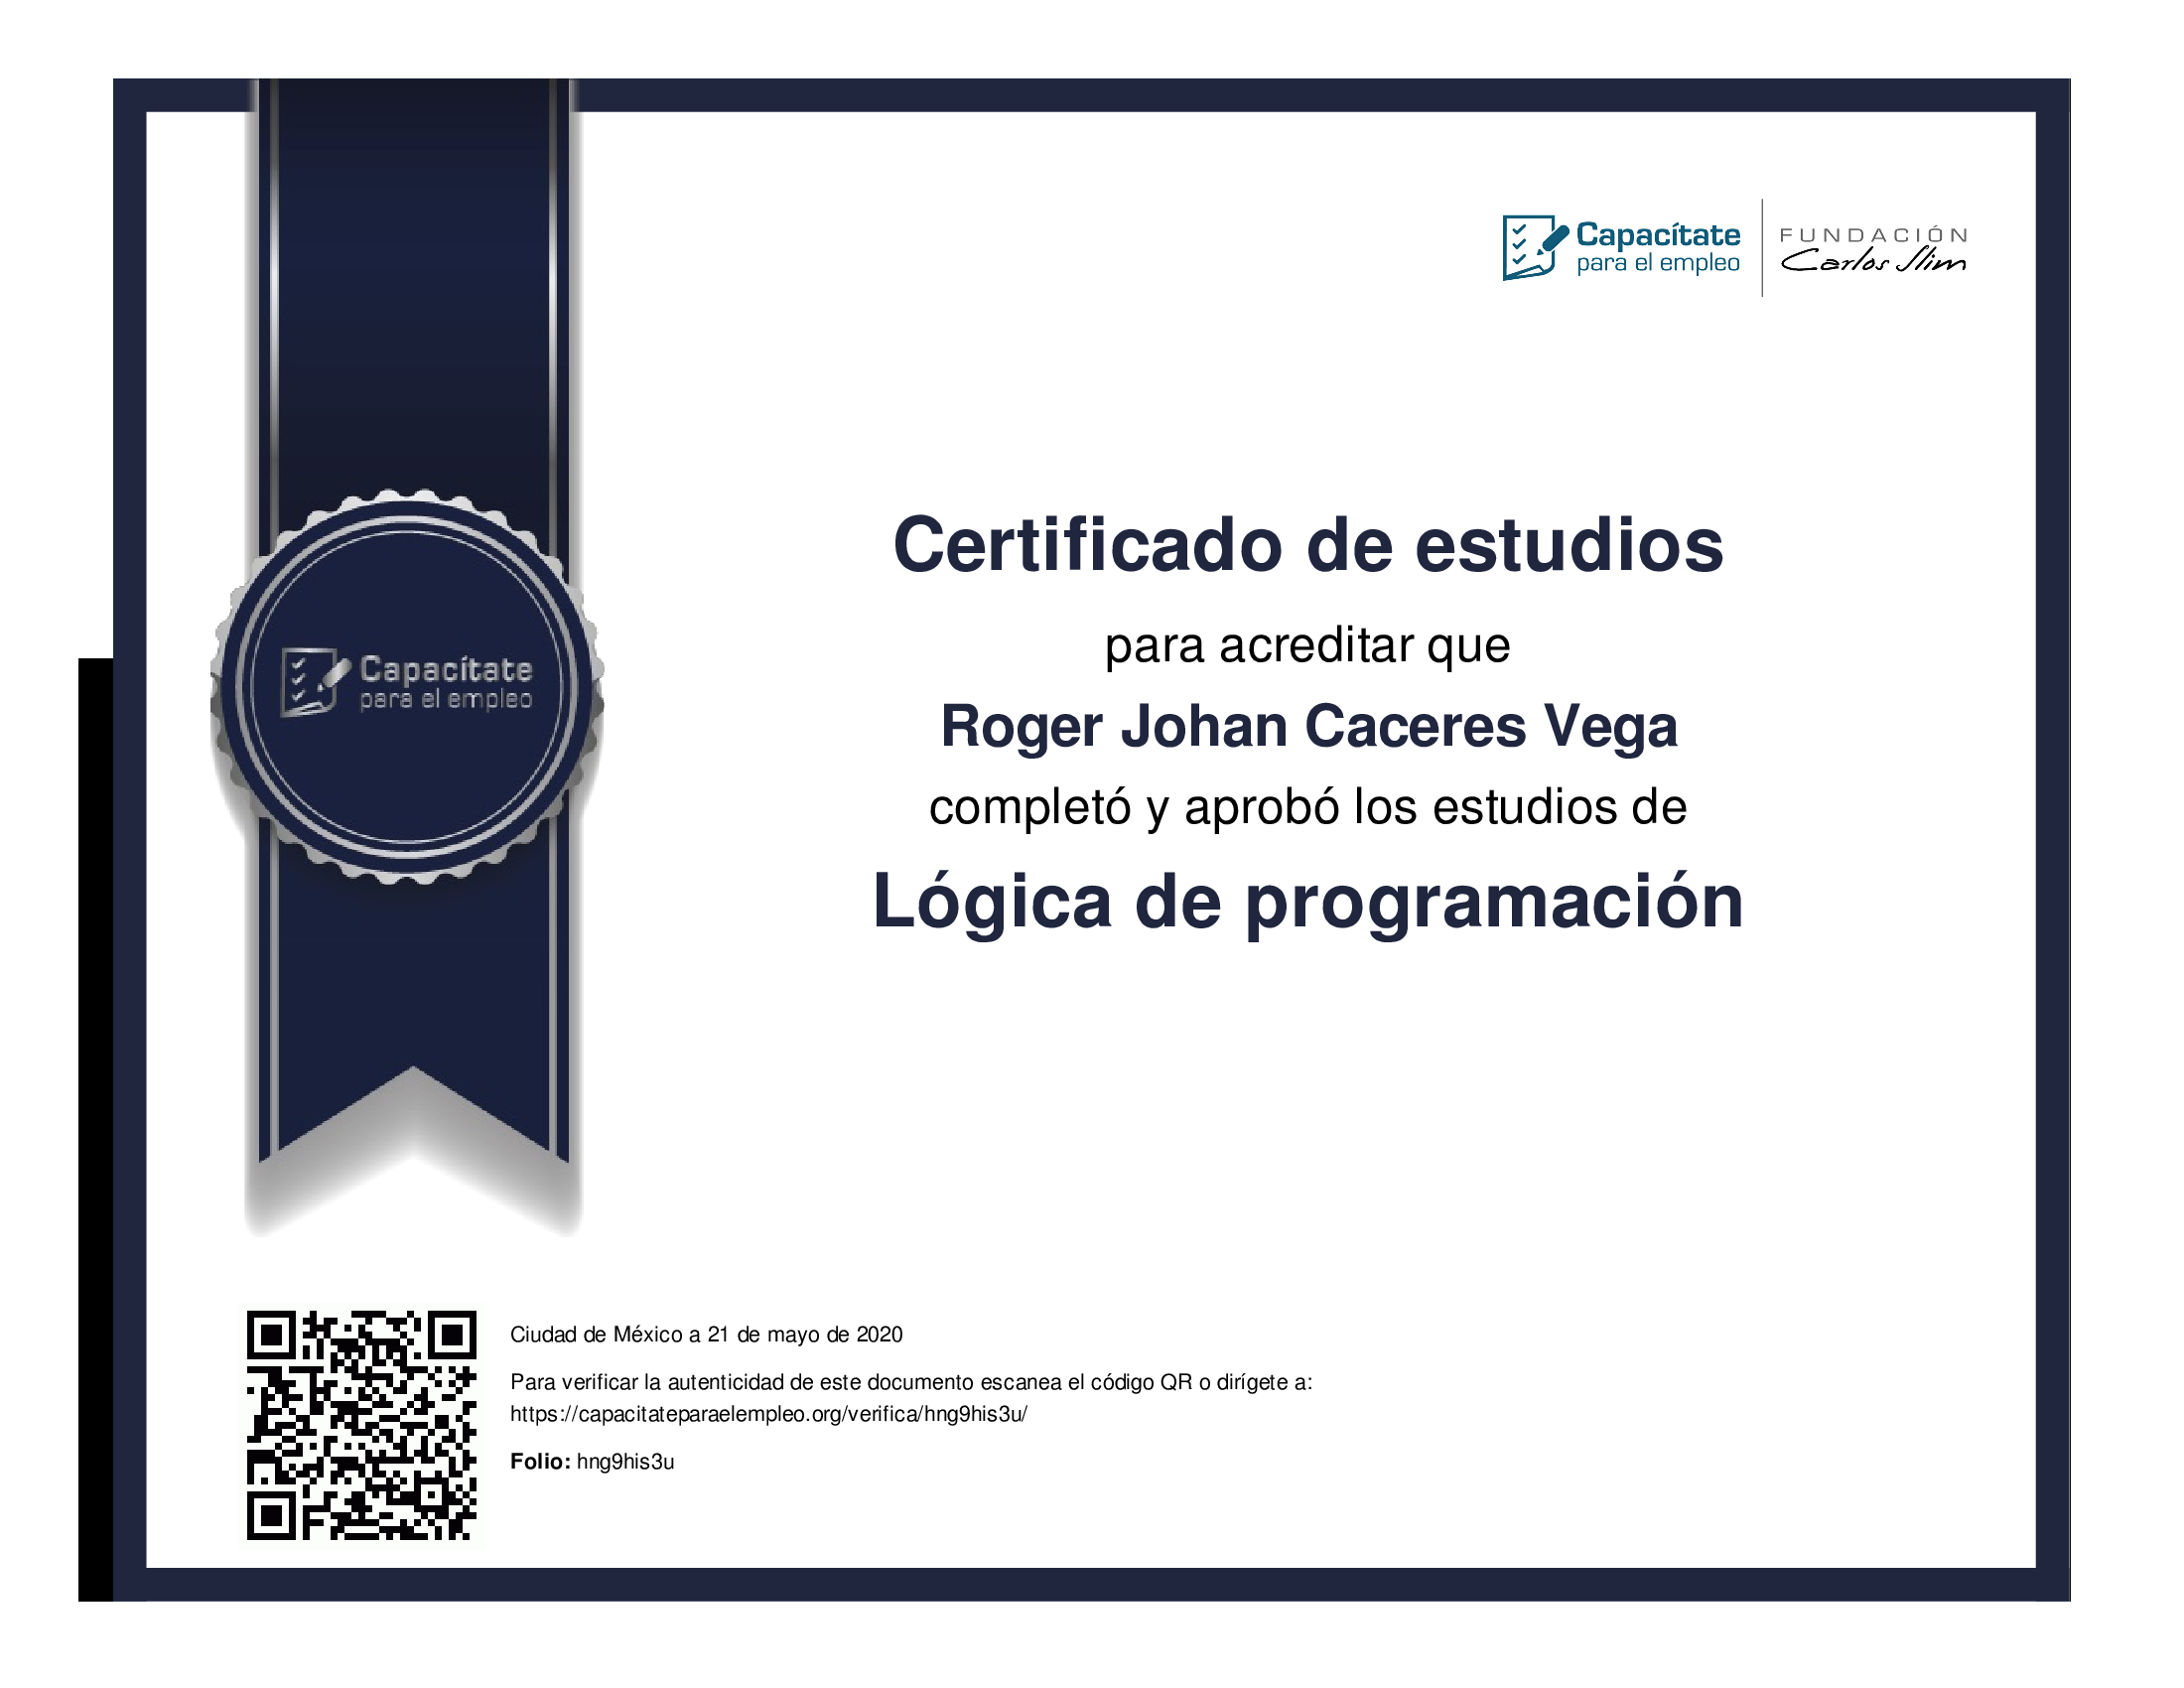 Capacítate
para el empleo
FUNDACIÓN
Carlos Slim
Certificado de estudios
para acreditar que
Roger Johan Caceres Vega
completó y aprobó los estudios de
Lógica de programación
Capacítate
para el empleo
Ciudad de México a 21 de mayo de 2020
Para verificar la autenticidad de este documento escanea el código QR o dirígete a:
https://capacitateparaelempleo.org/verifica/hng9his3u/
Folio: hng9his3u